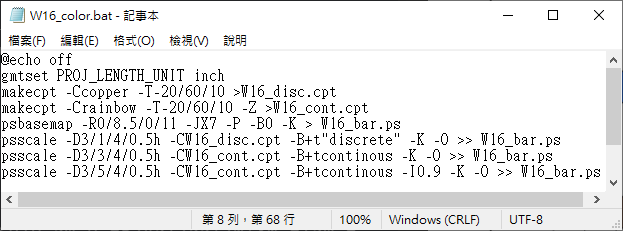 W16_color.bat - 記事本
檔案(F) 編輯(E) 格式(O) 檢視(V) 說明
@echo off
gmtset PROJ_LENGTH_UNIT inch
makecpt -Ccopper -T-20/60/10 >W16_disc.cpt
makecpt -Crainbow -T-20/60/10 -Z >W16_cont.cpt
psbasemap -R0/8.5/0/11 -JX7 -P -B0 -K > W16_bar.ps
psscale -D3/1/4/0.5h -CW16_disc.cpt -B+t"discrete" -K -O >> W16_bar.ps
psscale -D3/3/4/0.5h -CW16_cont.cpt -B+tcontinous -K -O >> W16_bar.ps
psscale -D3/5/4/0.5h -CW16_cont.cpt -B+tcontinous -I0.9 -K -O >> W16_bar.ps
第 8 列，第 68 行 100% Windows (CRLF) UTF-8